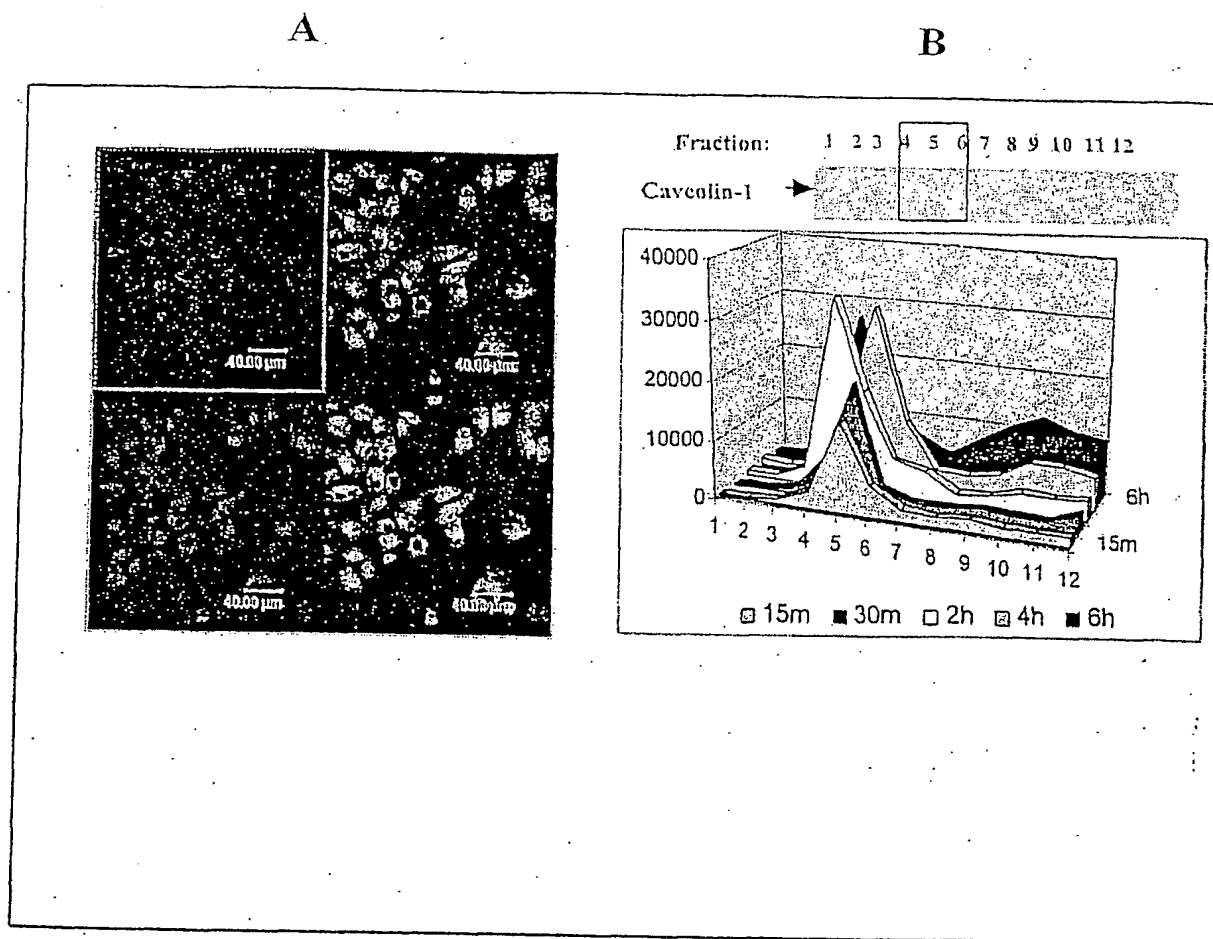 A
B
Fraction: 1 2 3 4 5 6 7 8 9 10 11 12
Caveolin-1
40.00 µm
40.00 µm
40.00 µm
40.00 µm
40000
30000
20000
10000
0
1 2 3 4 5 6 7 8 9 10 11 12
6h
15m
15m 30m 2h 4h 6h